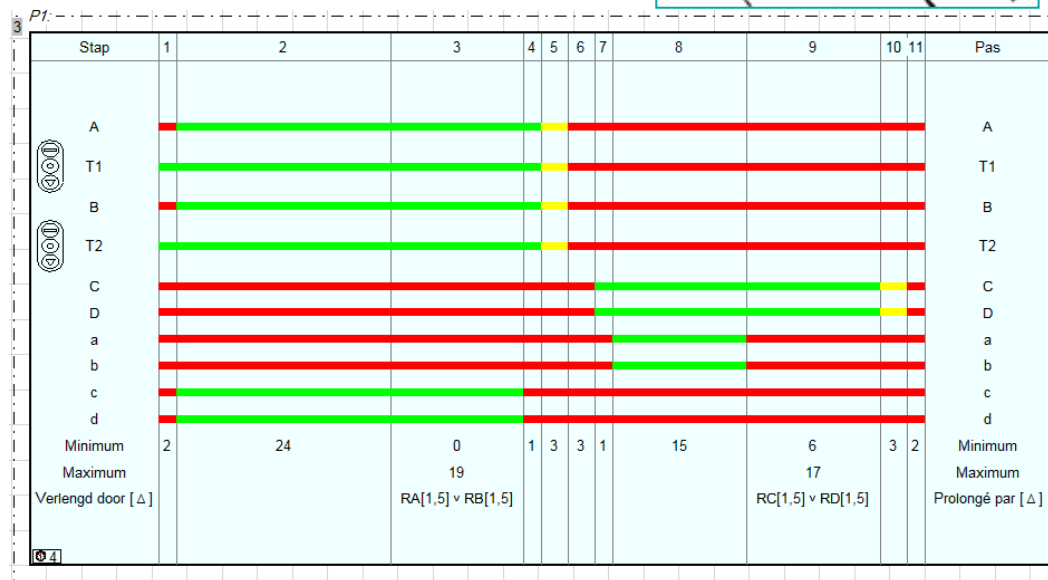 P1:
3
Stap 1 2 3 4 5 6 7 8 9 10 11 Pas
A A
T1 T1
B B
T2 T2
C C
D D
a a
b b
c c
d d
Minimum 2 24 0 1 3 3 1 15 6 3 2 Minimum
Maximum 19 17 Maximum
Verlengd door [ Δ ] RA[1,5] v RB[1,5] RC[1,5] v RD[1,5] Prolongé par [ Δ ]
4